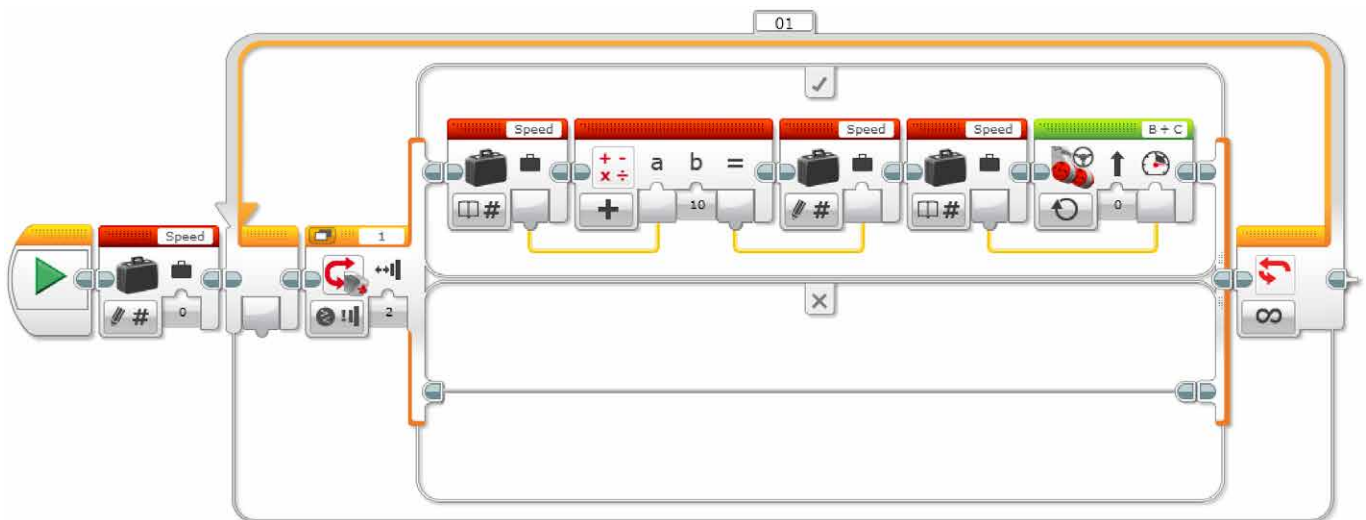 01
Speed
# 0
1
2
Speed
#
+ - × ÷ a b =
+ 10
Speed
#
Speed
#
B + C
0
∞